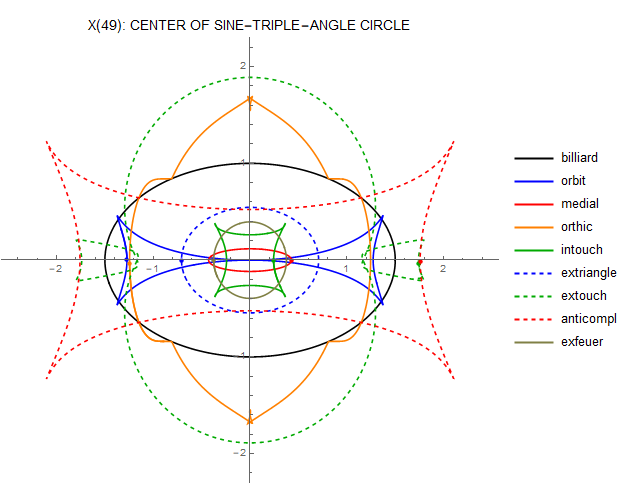 X(49): CENTER OF SINE−TRIPLE−ANGLE CIRCLE
2
1
−2
−1
1
2
−1
−2
billiard
orbit
medial
orthic
intouch
extriangle
extouch
anticompl
exfeuer